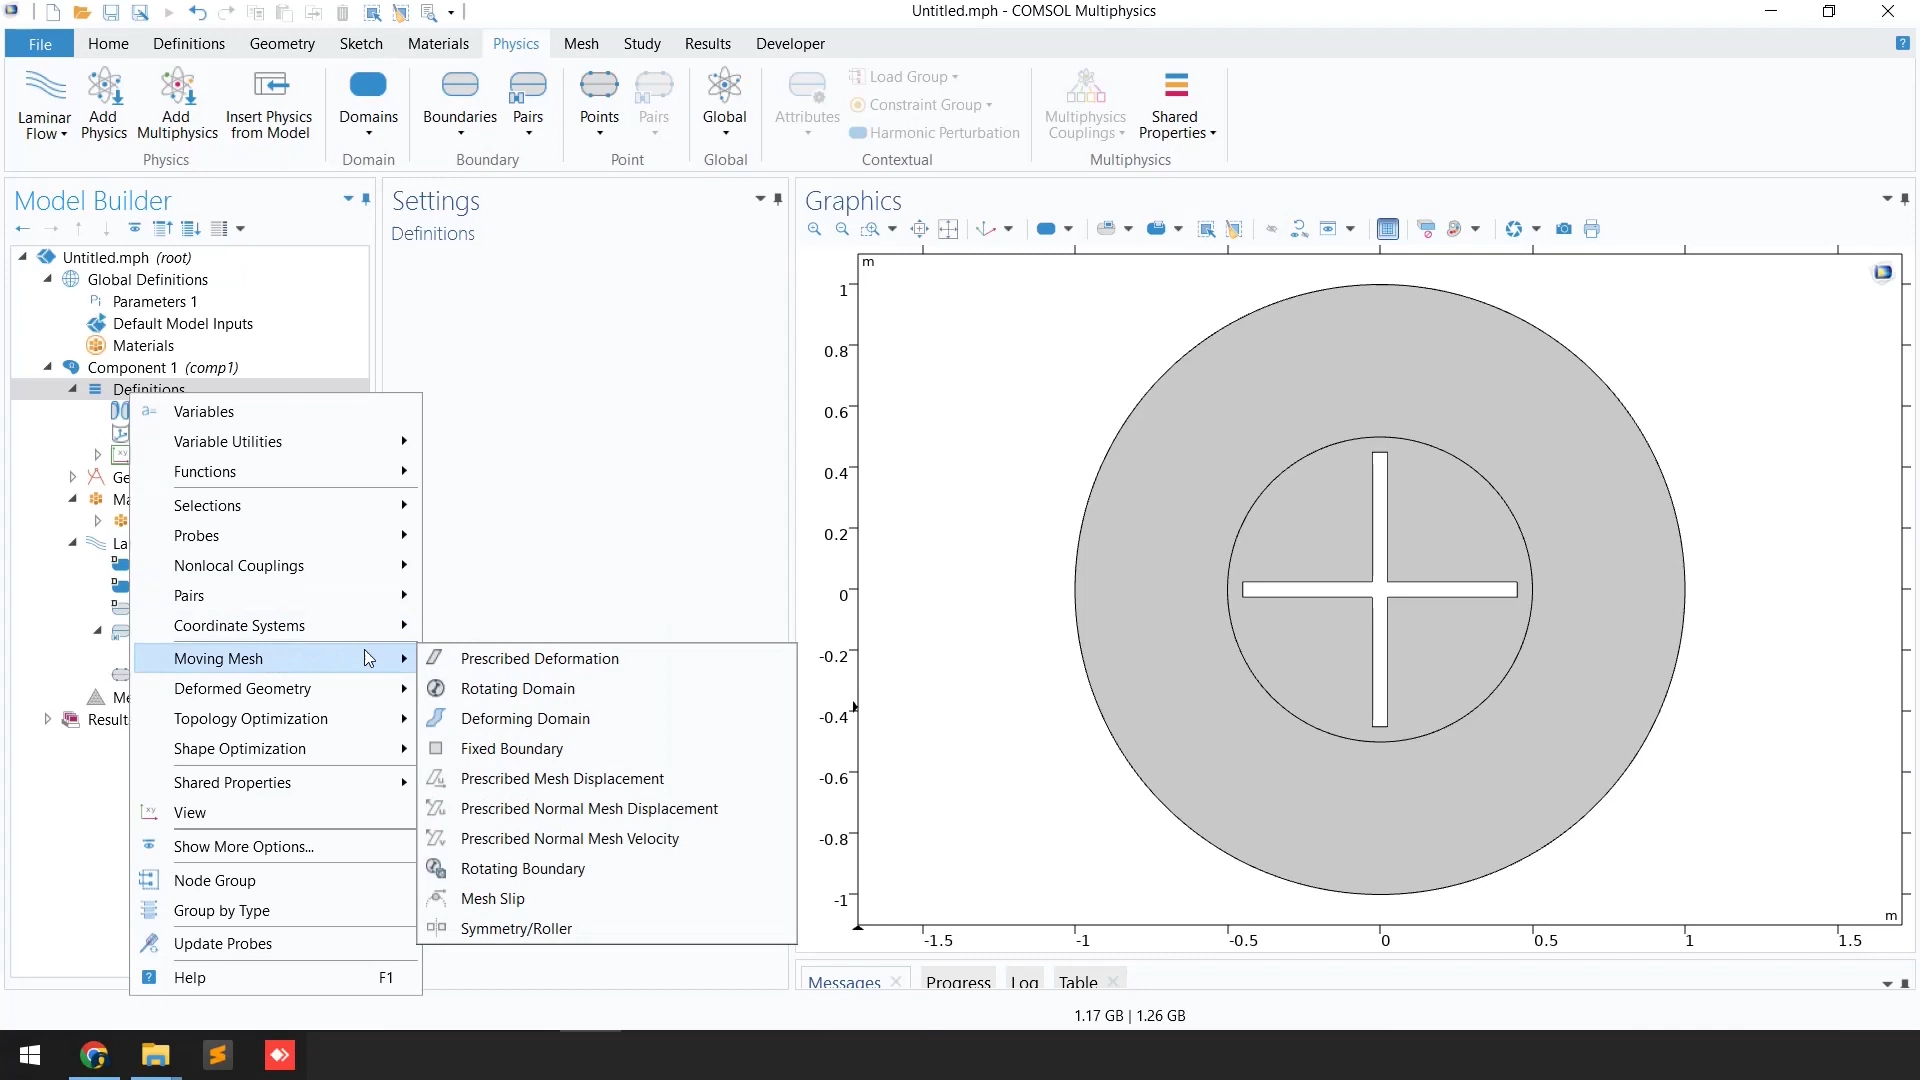 Untitled.mph - COMSOL Multiphysics
File Home Definitions Geometry Sketch Materials Physics Mesh Study Results Developer
Laminar Flow
Add Physics
Add Multiphysics
Insert Physics from Model
Physics
Domains
Domain
Boundaries
Pairs
Boundary
Points
Pairs
Point
Global
Global
Attributes
Load Group
Constraint Group
Harmonic Perturbation
Contextual
Multiphysics Couplings
Shared Properties
Multiphysics
Model Builder
Untitled.mph (root)
Global Definitions
Pi Parameters 1
Default Model Inputs
Materials
Component 1 (comp1)
Definitions
xy
Ge
Ma
La
Me
Result
a= Variables
Variable Utilities
Functions
Selections
Probes
Nonlocal Couplings
Pairs
Coordinate Systems
Moving Mesh
Deformed Geometry
Topology Optimization
Shape Optimization
Shared Properties
xy View
Show More Options...
Node Group
Group by Type
Update Probes
? Help F1
Prescribed Deformation
Rotating Domain
Deforming Domain
Fixed Boundary
Prescribed Mesh Displacement
Prescribed Normal Mesh Displacement
Prescribed Normal Mesh Velocity
Rotating Boundary
Mesh Slip
Symmetry/Roller
Settings
Definitions
Graphics
m
1
0.8
0.6
0.4
0.2
0
-0.2
-0.4
-0.6
-0.8
-1
m
-1.5 -1 -0.5 0 0.5 1 1.5
Messages Progress Log Table
1.17 GB | 1.26 GB